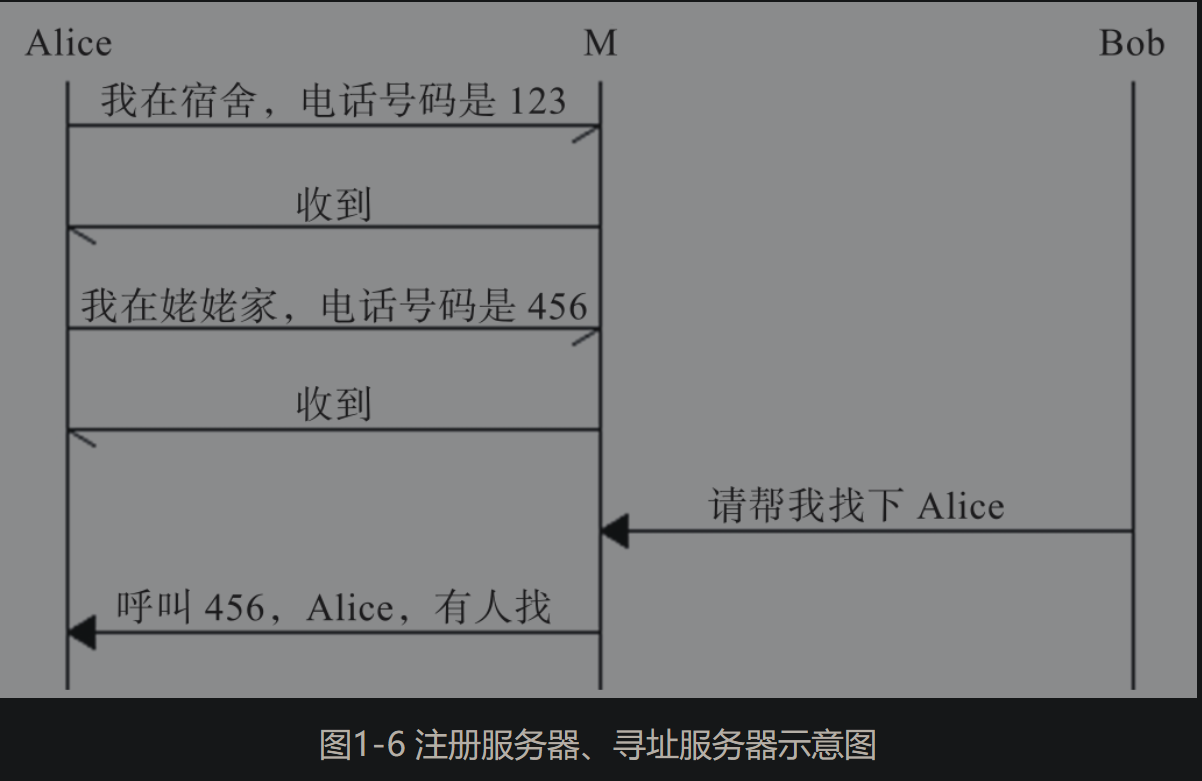 Alice M Bob
我在宿舍，电话号码是 123
收到
我在姥姥家，电话号码是 456
收到
请帮我找下 Alice
呼叫 456，Alice，有人找
图1-6 注册服务器、寻址服务器示意图